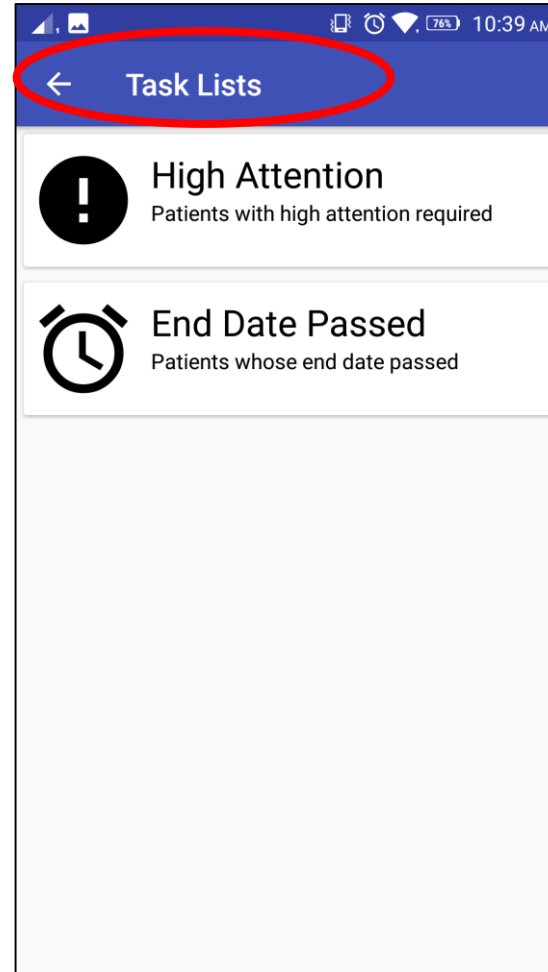 76% 10:39 AM
Task Lists
High Attention
Patients with high attention required
End Date Passed
Patients whose end date passed